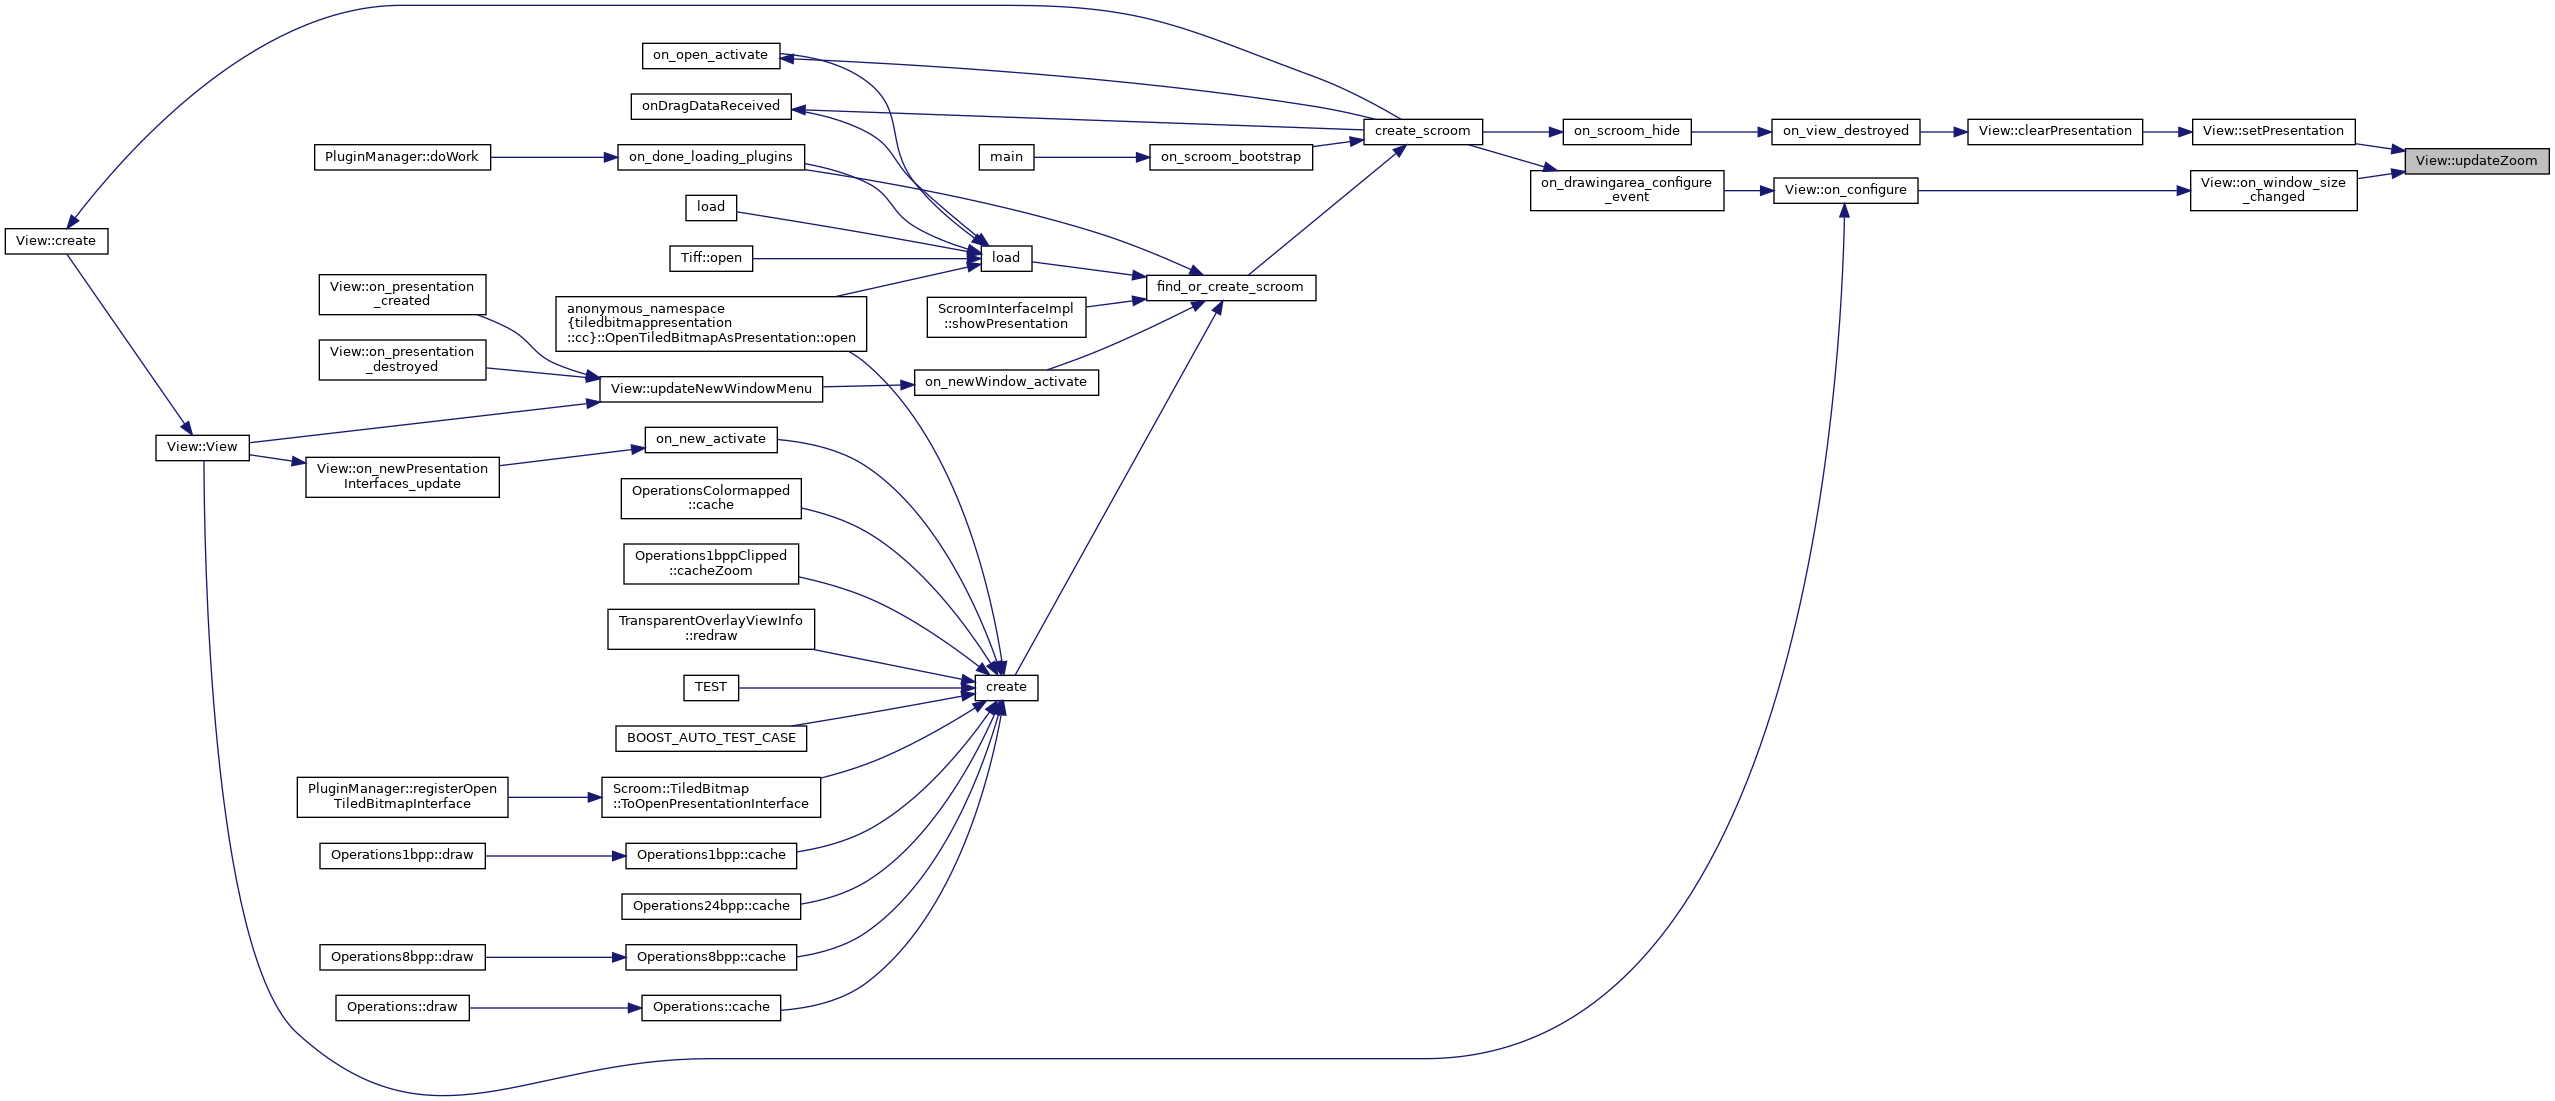 on_open_activate
onDragDataReceived
create_scroom
on_scroom_hide
on_view_destroyed
View::clearPresentation
View::setPresentation
PluginManager::doWork
on_done_loading_plugins
main
on_scroom_bootstrap
View::updateZoom
on_drawingarea_configure
_event
View::on_configure
View::on_window_size
_changed
load
View::create
Tiff::open
load
find_or_create_scroom
View::on_presentation
_created
anonymous_namespace
{tiledbitmappresentation
::cc}::OpenTiledBitmapAsPresentation::open
ScroomInterfaceImpl
::showPresentation
View::on_presentation
_destroyed
View::updateNewWindowMenu
on_newWindow_activate
View::View
View::on_newPresentation
Interfaces_update
on_new_activate
OperationsColormapped
::cache
Operations1bppClipped
::cacheZoom
TransparentOverlayViewInfo
::redraw
TEST
create
BOOST_AUTO_TEST_CASE
PluginManager::registerOpen
TiledBitmapInterface
Scroom::TiledBitmap
::ToOpenPresentationInterface
Operations1bpp::draw
Operations1bpp::cache
Operations24bpp::cache
Operations8bpp::draw
Operations8bpp::cache
Operations::draw
Operations::cache